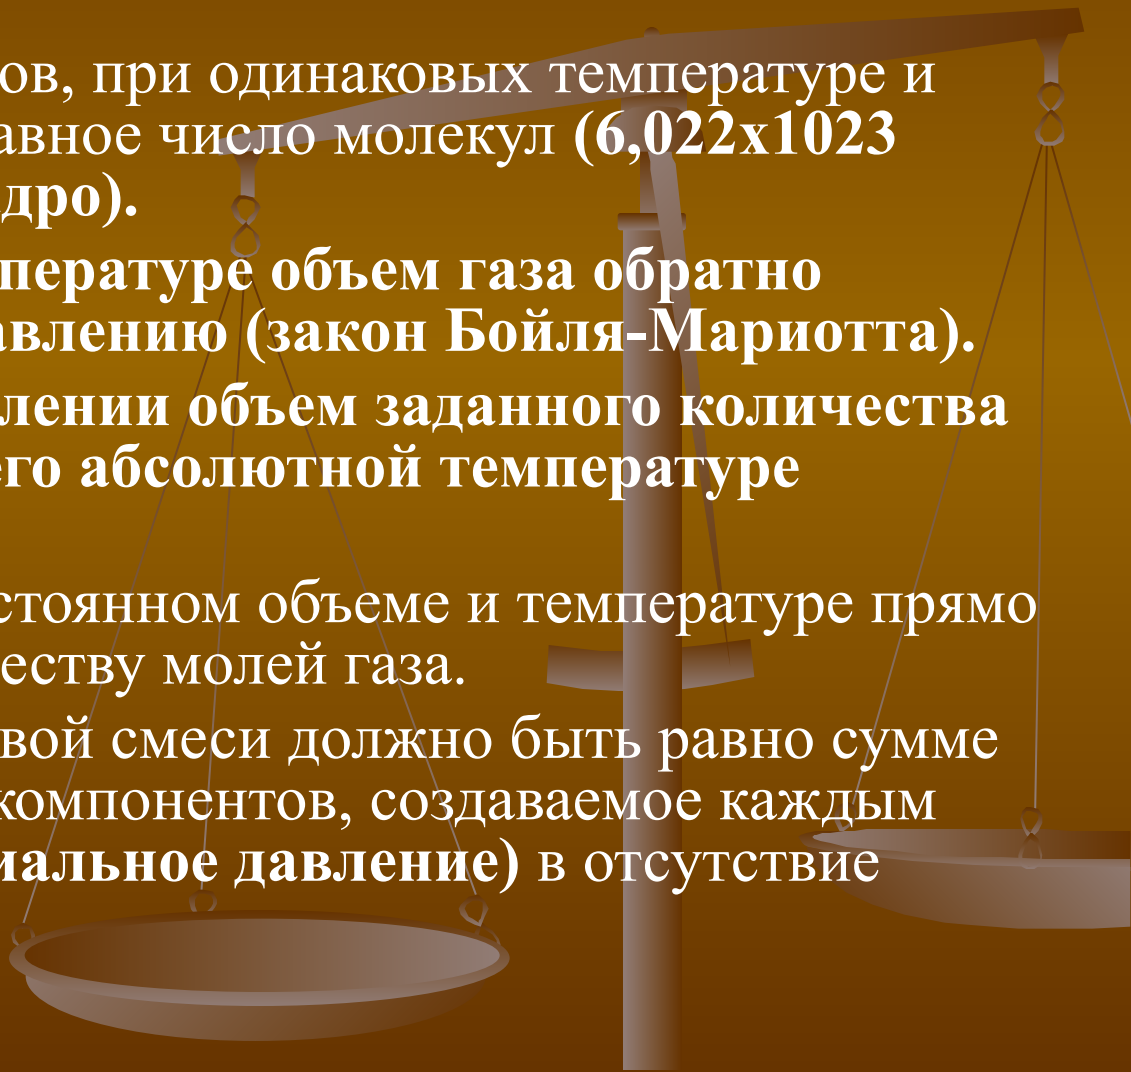 ов, при одинаковых температуре и
авное число молекул (6,022x1023
дро).
пературе объем газа обратно
авлению (закон Бойля-Мариотта).
лении объем заданного количества
его абсолютной температуре
стоянном объеме и температуре прямо
еству молей газа.
вой смеси должно быть равно сумме
компонентов, создаваемое каждым
иальное давление) в отсутствие